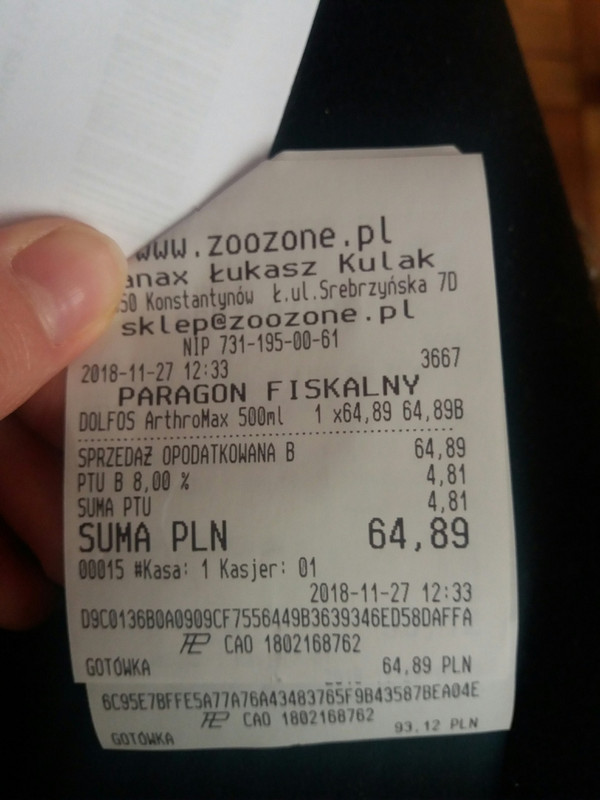 www.zoozone.pl
anax Łukasz Kulak
50 Konstantynów Ł.ul.Srebrzyńska 7D
sklep@zoozone.pl
NIP 731-195-00-61
2018-11-27 12:33 3667
PARAGON FISKALNY
DOLFOS ArthroMax 500ml 1 x64,89 64,89B
SPRZEDAŻ OPODATKOWANA B 64,89
PTU B 8,00 % 4,81
SUMA PTU 4,81
SUMA PLN 64,89
00015 #Kasa: 1 Kasjer: 01
2018-11-27 12:33
D9C0136B0A0909CF7556449B3639346ED58DAFFA
CAO 1802168762
GOTÓWKA 64,89 PLN
6C95E7BFFE5A77A76A43483765F9B43587BEA04E
CAO 1802168762
GOTÓWKA 93,12 PLN